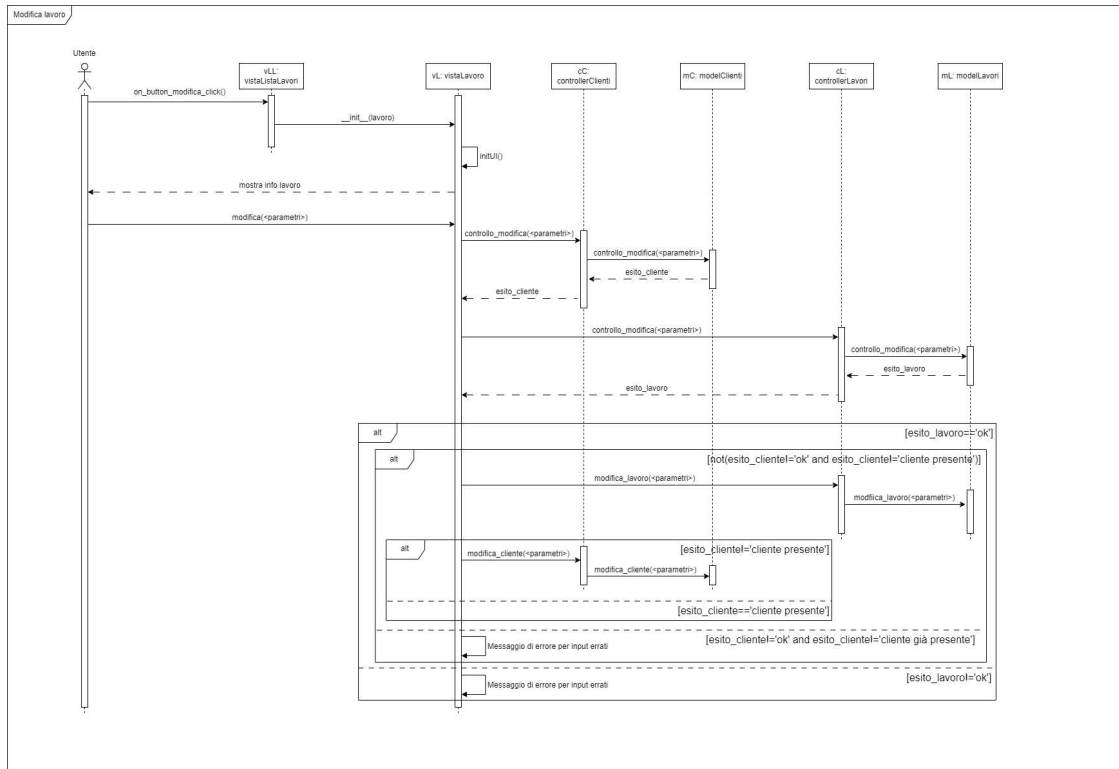 Modifica lavoro
Utente
vLL:
vistaListaLavori
vL: vistaLavoro
cC:
controllerClienti
mC: modelClienti
cL:
controllerLavori
mL: modelLavori
on_button_modifica_click()
__init__(lavoro)
initUI()
mostra info lavoro
modifica(<parametri>)
controllo_modifica(<parametri>)
controllo_modifica(<parametri>)
esito_cliente
esito_cliente
controllo_modifica(<parametri>)
controllo_modifica(<parametri>)
esito_lavoro
esito_lavoro
alt
[esito_lavoro=='ok']
alt
[not(esito_cliente!='ok' and esito_cliente!='cliente presente')]
modifica_lavoro(<parametri>)
modfiica_lavoro(<parametri>)
alt
[esito_cliente!='cliente presente']
modifica_cliente(<parametri>)
modifica_cliente(<parametri>)
[esito_cliente=='cliente presente']
[esito_cliente!='ok' and esito_cliente!='cliente già presente']
Messaggio di errore per input errati
[esito_lavoro!='ok']
Messaggio di errore per input errati